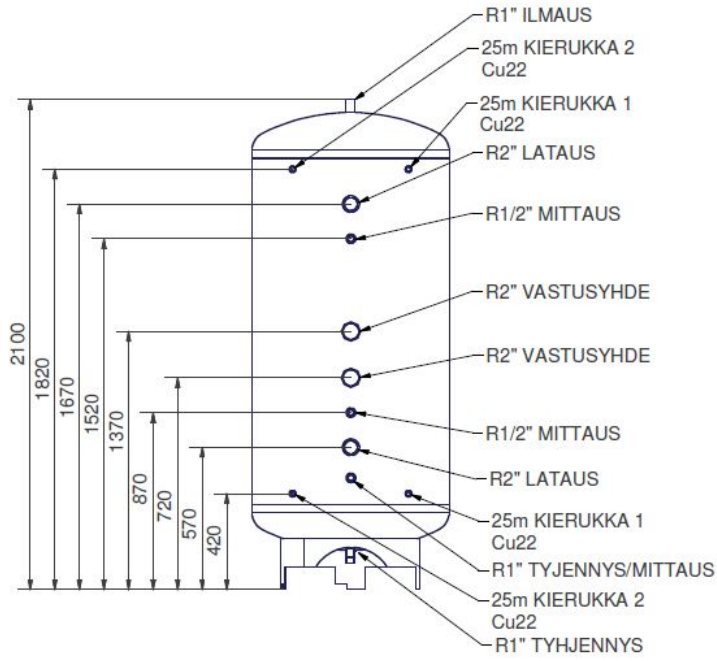 R1" ILMAUS
25m KIERUKKA 2
Cu22
25m KIERUKKA 1
Cu22
R2" LATAUS
R1/2" MITTAUS
R2" VASTUSYHDE
R2" VASTUSYHDE
R1/2" MITTAUS
R2" LATAUS
25m KIERUKKA 1
Cu22
R1" TYJENNYS/MITTAUS
25m KIERUKKA 2
Cu22
R1" TYHJENNYS
2100
1820
1670
1520
1370
870
720
570
420